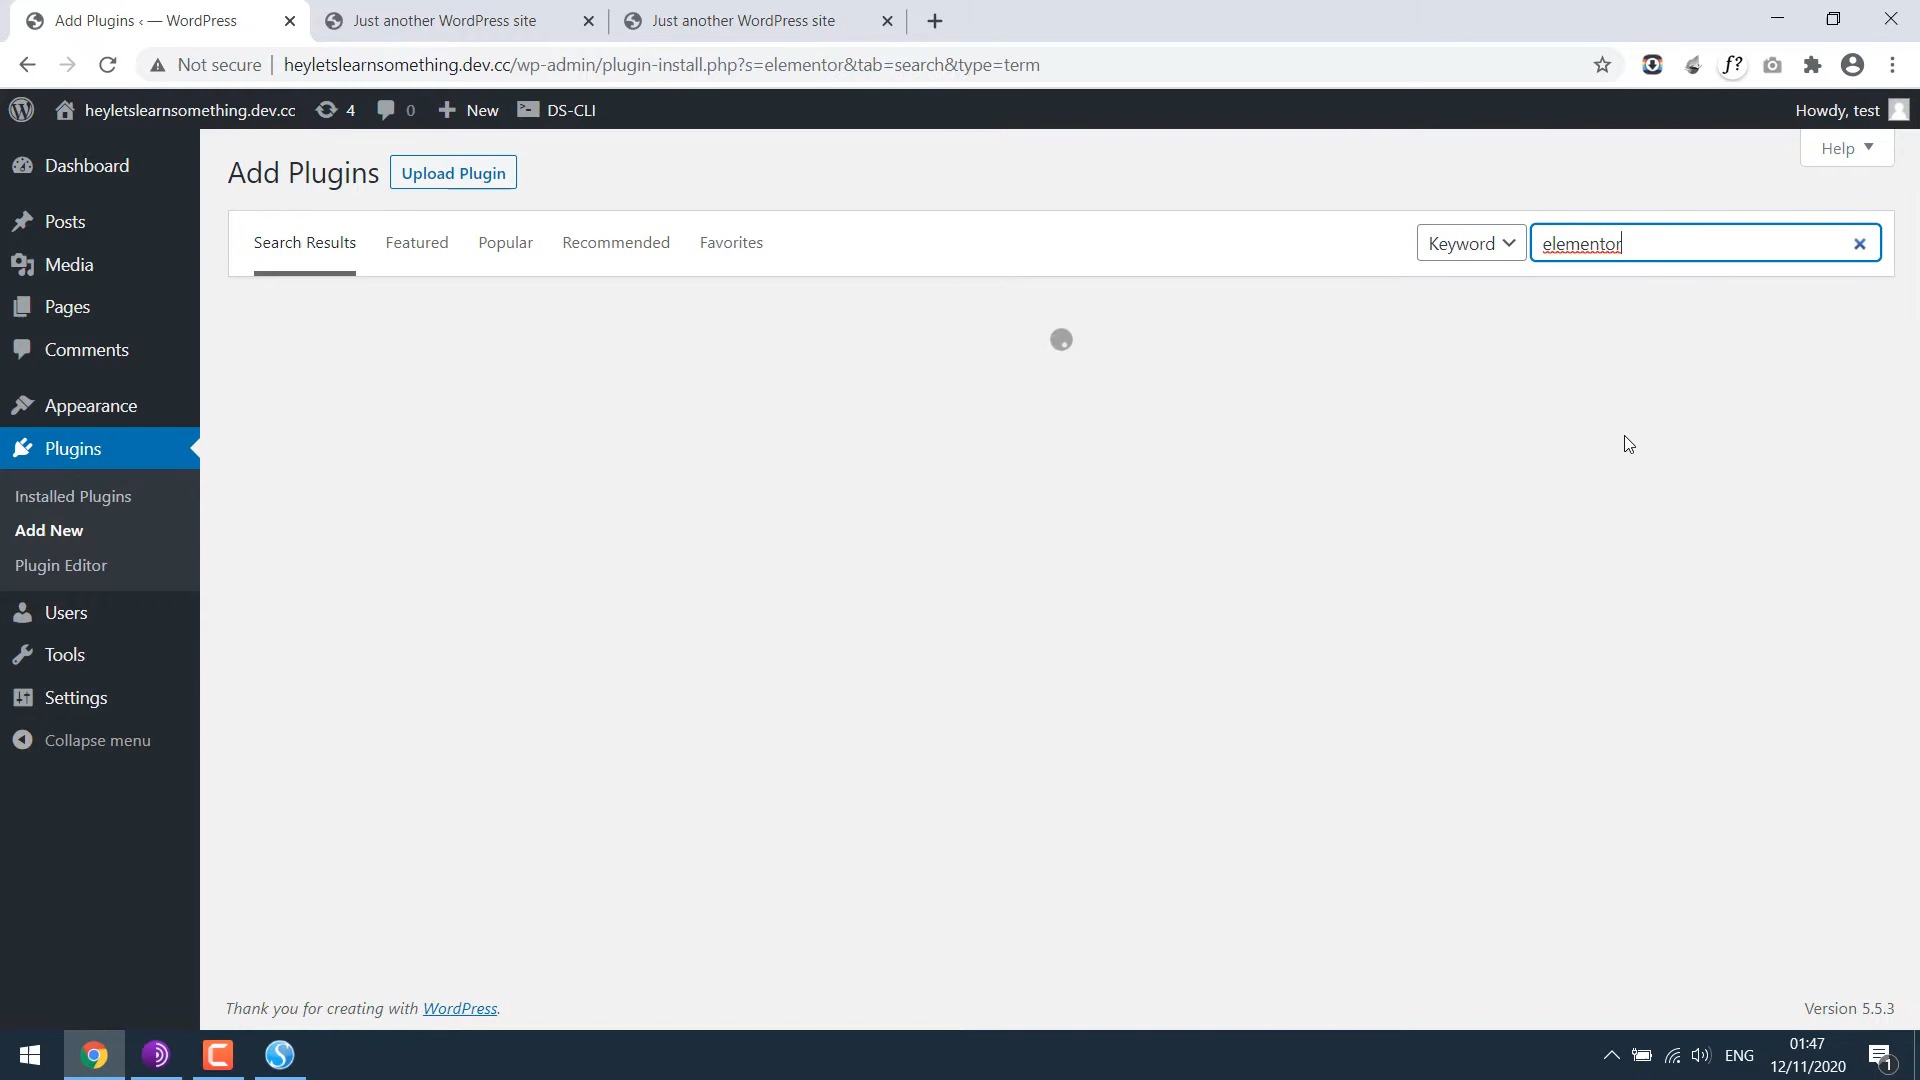 Add Plugins ‹ — WordPress
Just another WordPress site
Just another WordPress site
Not secure
heyletslearnsomething.dev.cc/wp-admin/plugin-install.php?s=elementor&tab=search&type=term
f?
heyletslearnsomething.dev.cc
4
0
New
DS-CLI
Howdy, test
Dashboard
Posts
Media
Pages
Comments
Appearance
Plugins
Installed Plugins
Add New
Plugin Editor
Users
Tools
Settings
Collapse menu
Help
Add Plugins
Upload Plugin
Search Results
Featured
Popular
Recommended
Favorites
Keyword
elementor
Thank you for creating with WordPress.
Version 5.5.3
ENG
01:47
12/11/2020
1